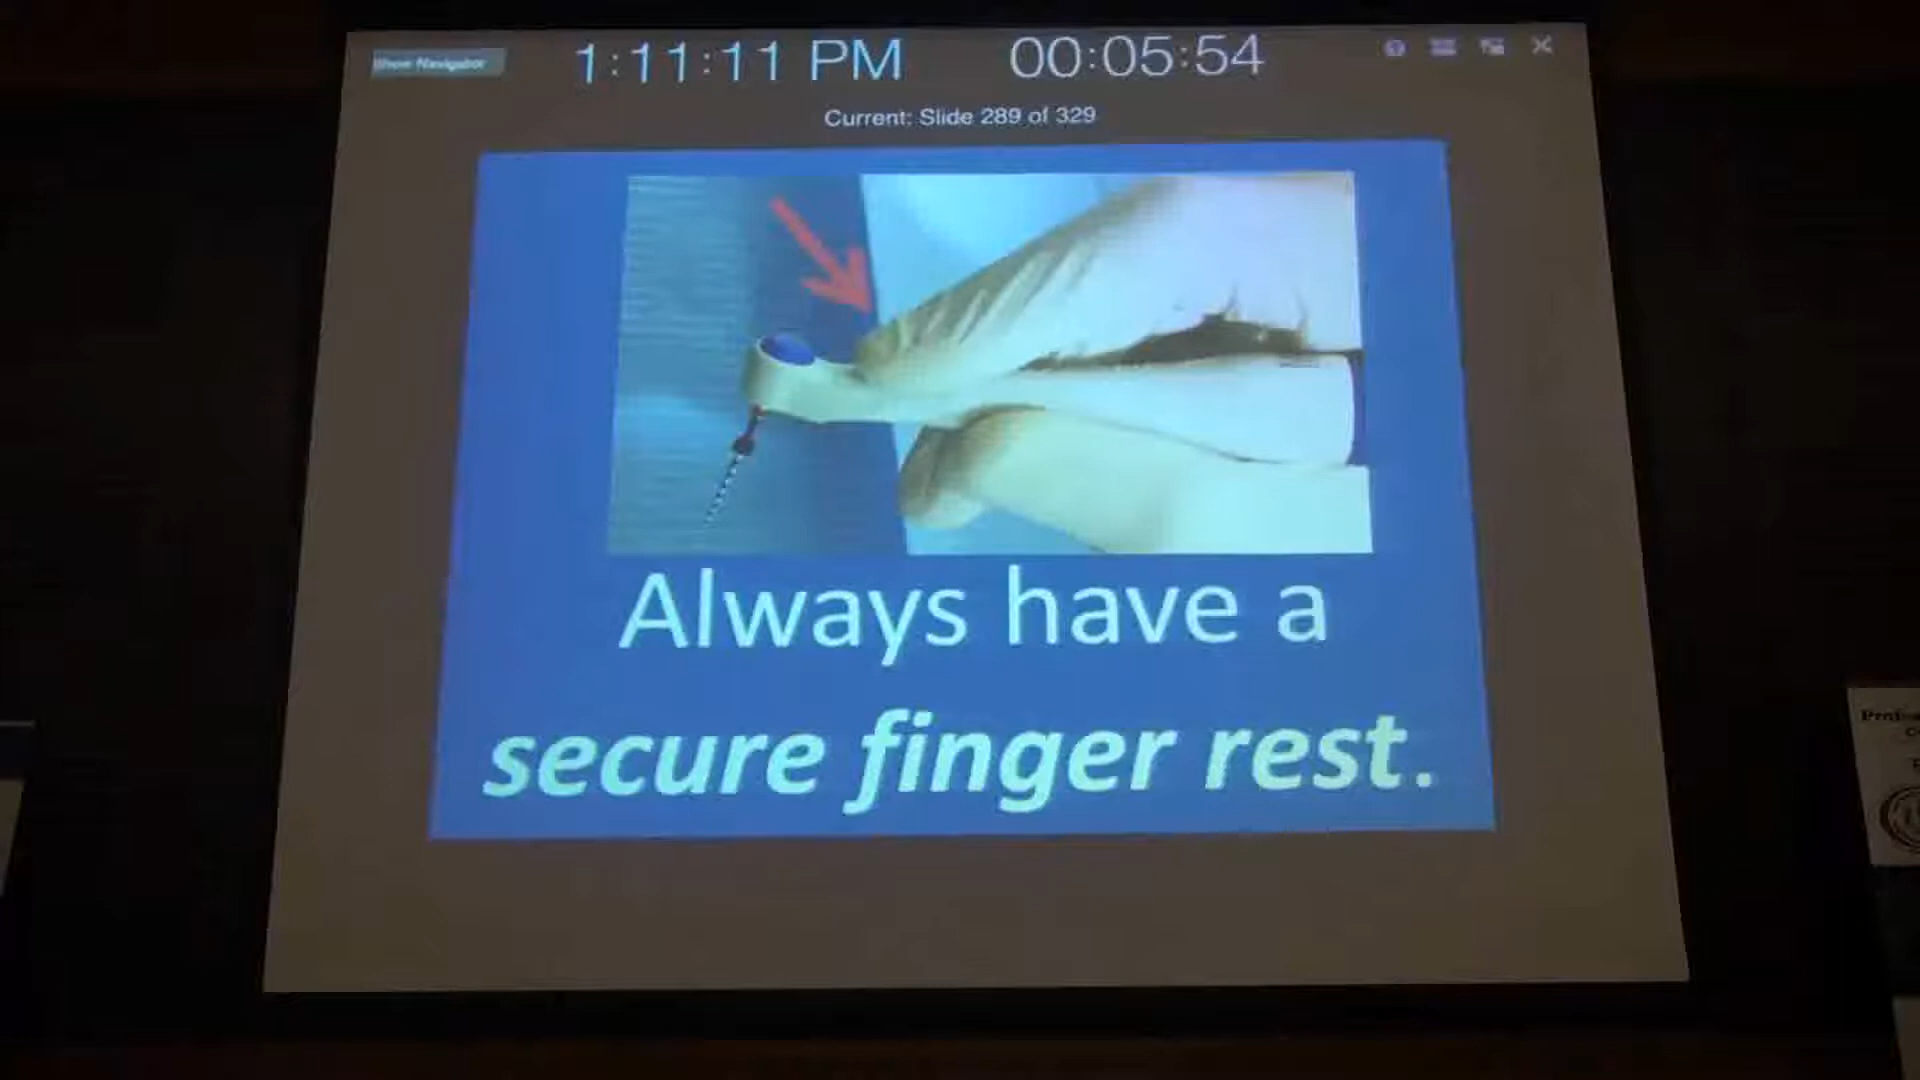 Show Navigator
1:11:11 PM
00:05:54
Current: Slide 289 of 329
Always have a
secure finger rest.